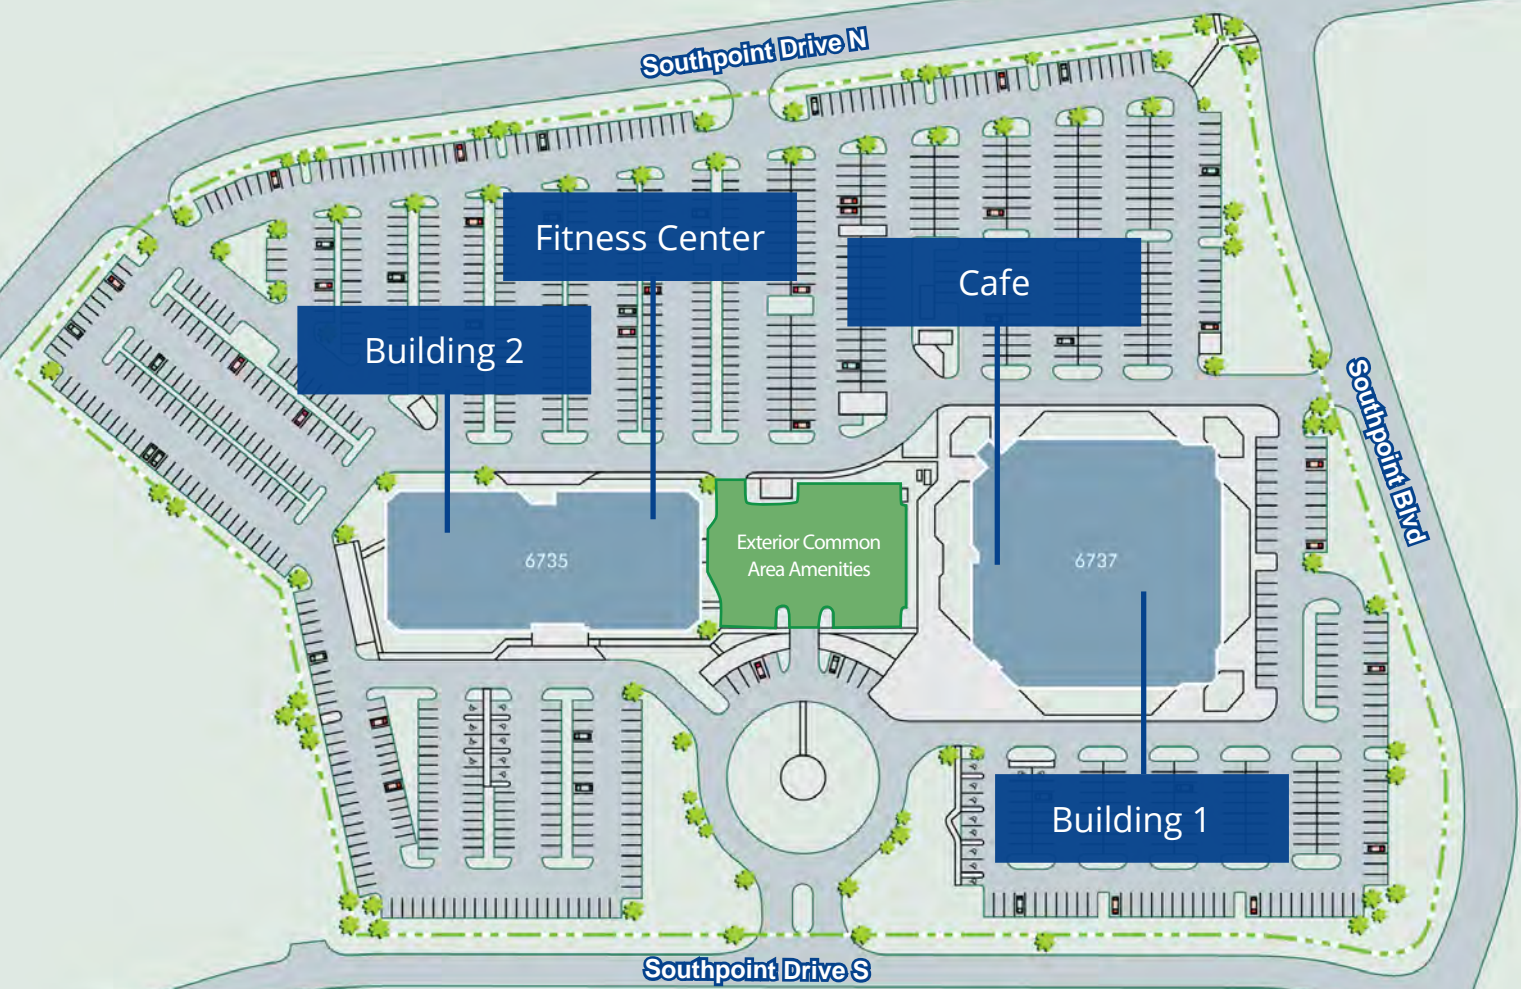 Southpoint Drive N
Fitness Center
Cafe
Building 2
Southpoint Blvd
Exterior Common
Area Amenities
6735
6737
Building 1
Southpoint Drive S